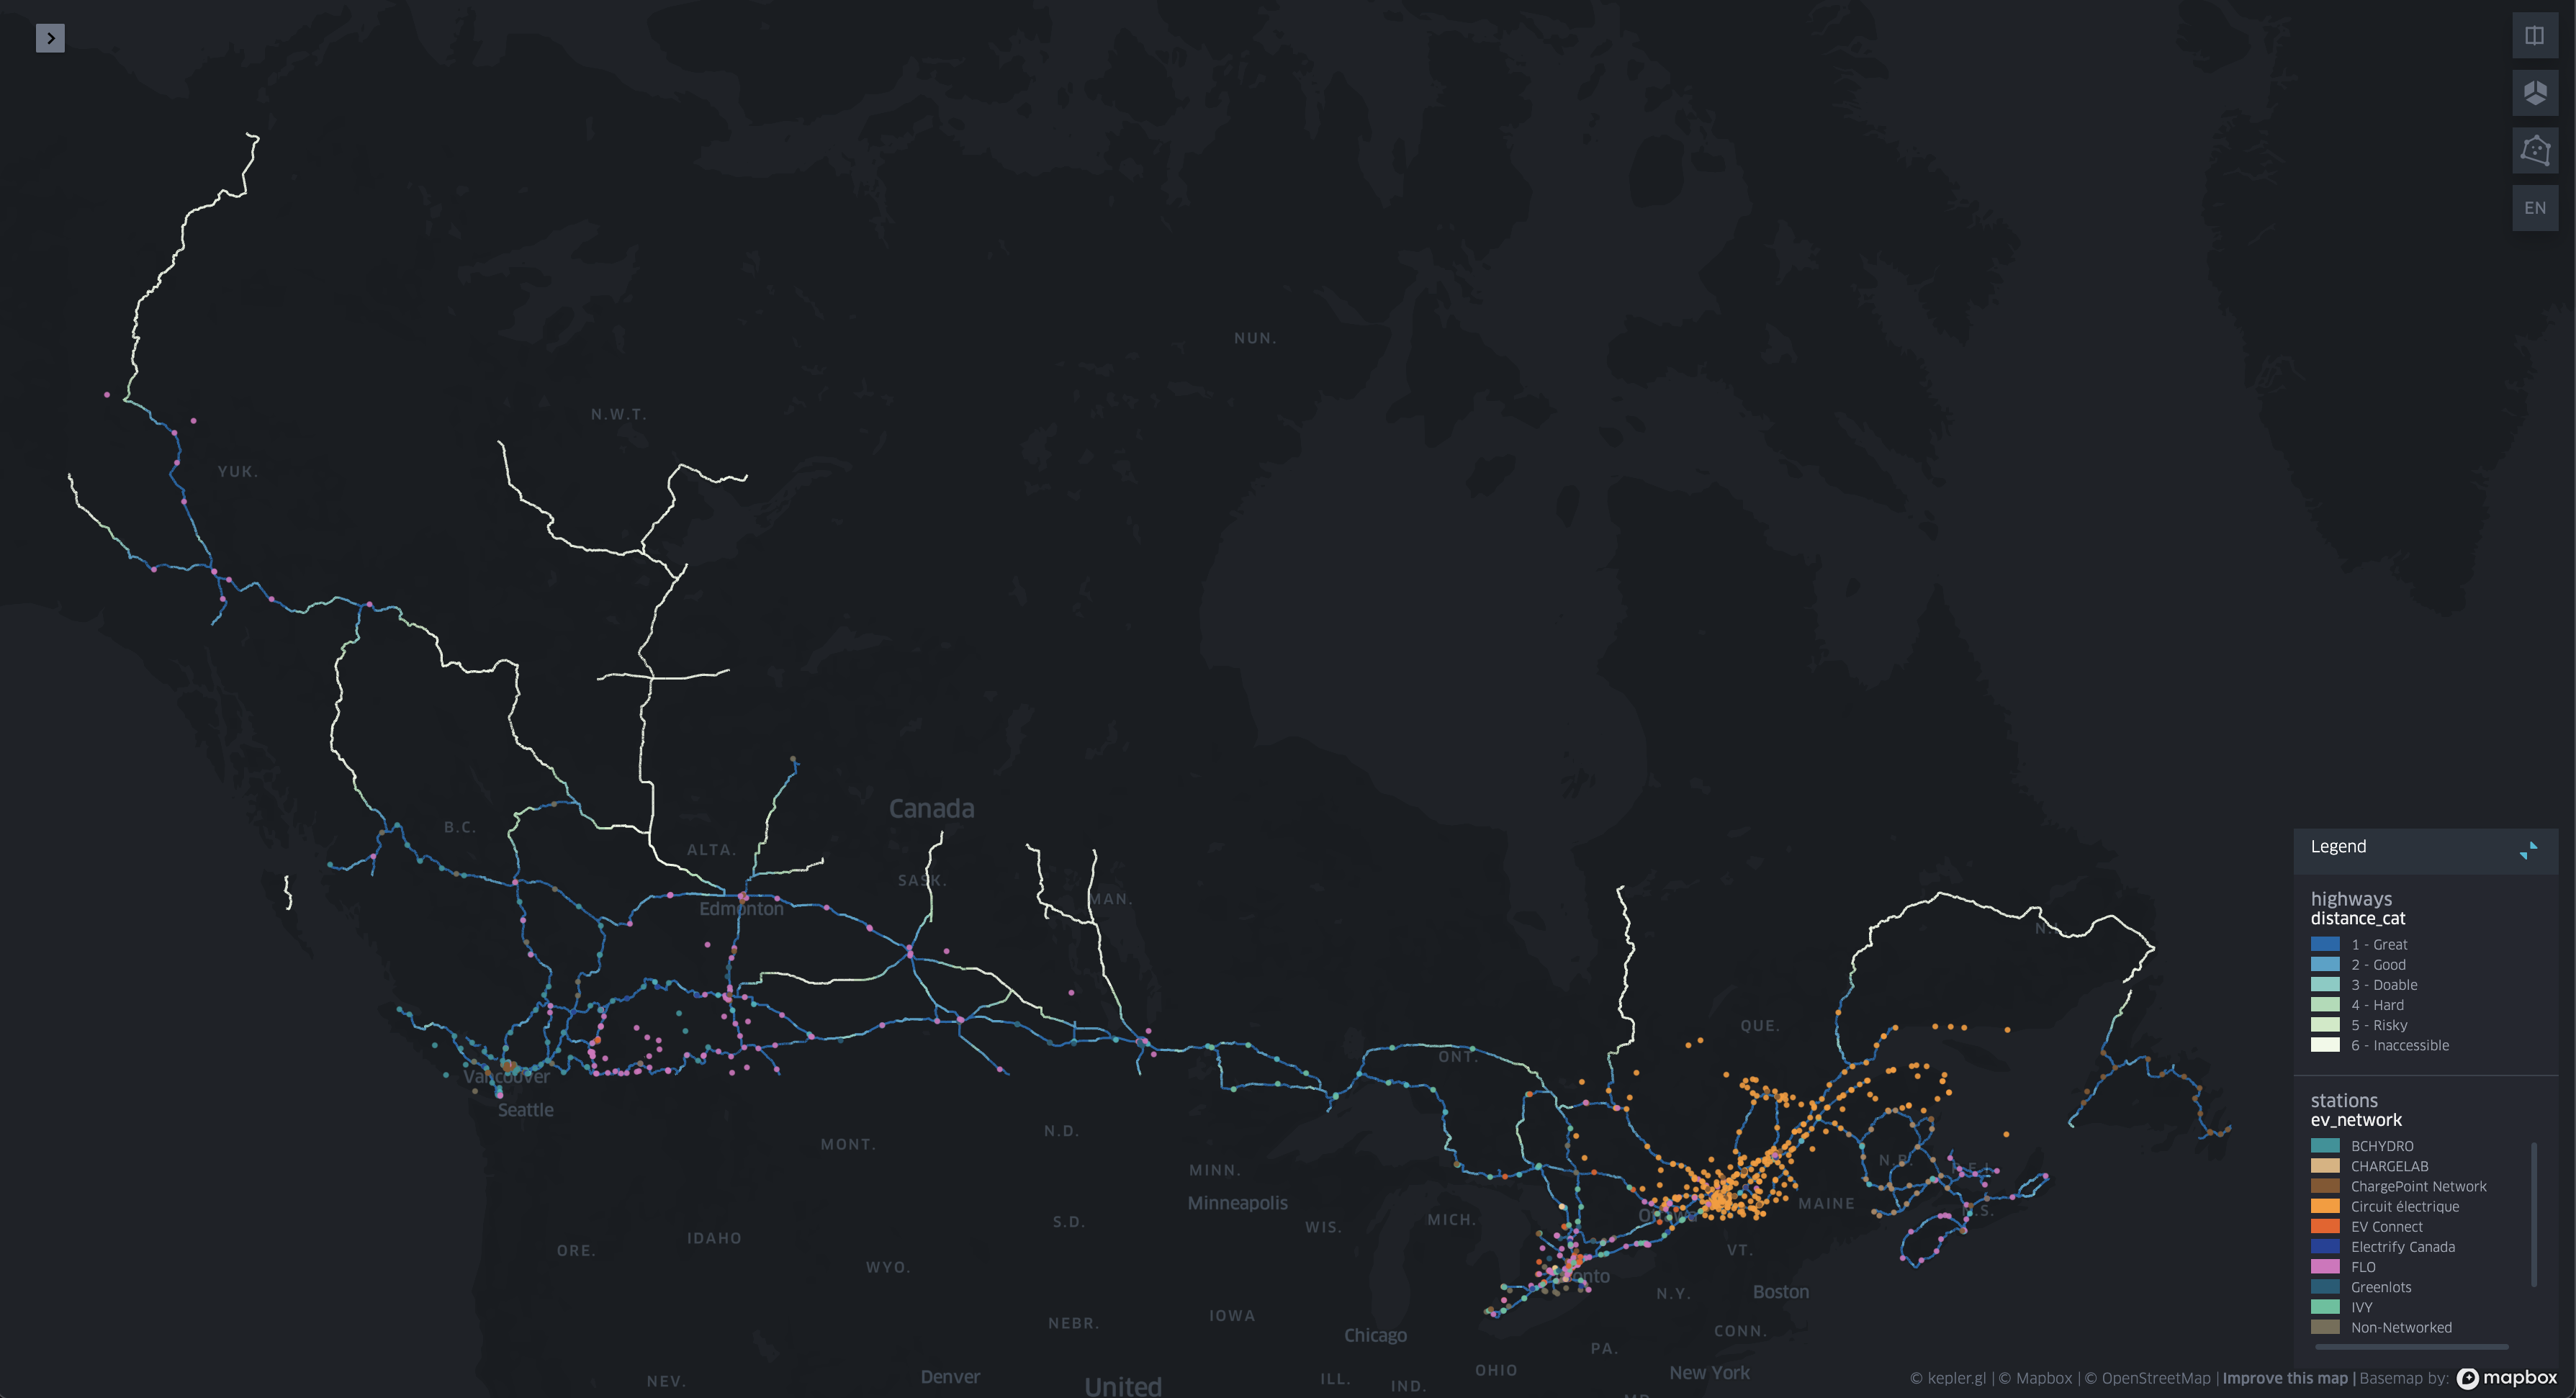 EN
NUN.
N.W.T.
YUK.
Canada
B.C.
ALTA.
SASK.
MAN.
Edmonton
QUE.
ONT.
Vancouver
Seattle
MONT.
N.D.
MINN.
Minneapolis
S.D.
WIS.
MICH.
MAINE
N.S.
Ottawa
VT.
ORE.
IDAHO
WYO.
N.Y.
Boston
NEBR.
IOWA
Chicago
CONN.
PA.
OHIO
New York
NEV.
Denver
United
ILL.
IND.
Legend
highways
distance_cat
1 - Great
2 - Good
3 - Doable
4 - Hard
5 - Risky
6 - Inaccessible
stations
ev_network
BCHYDRO
CHARGELAB
ChargePoint Network
Circuit électrique
EV Connect
Electrify Canada
FLO
Greenlots
IVY
Non-Networked
© kepler.gl | © Mapbox | © OpenStreetMap | Improve this map | Basemap by: mapbox